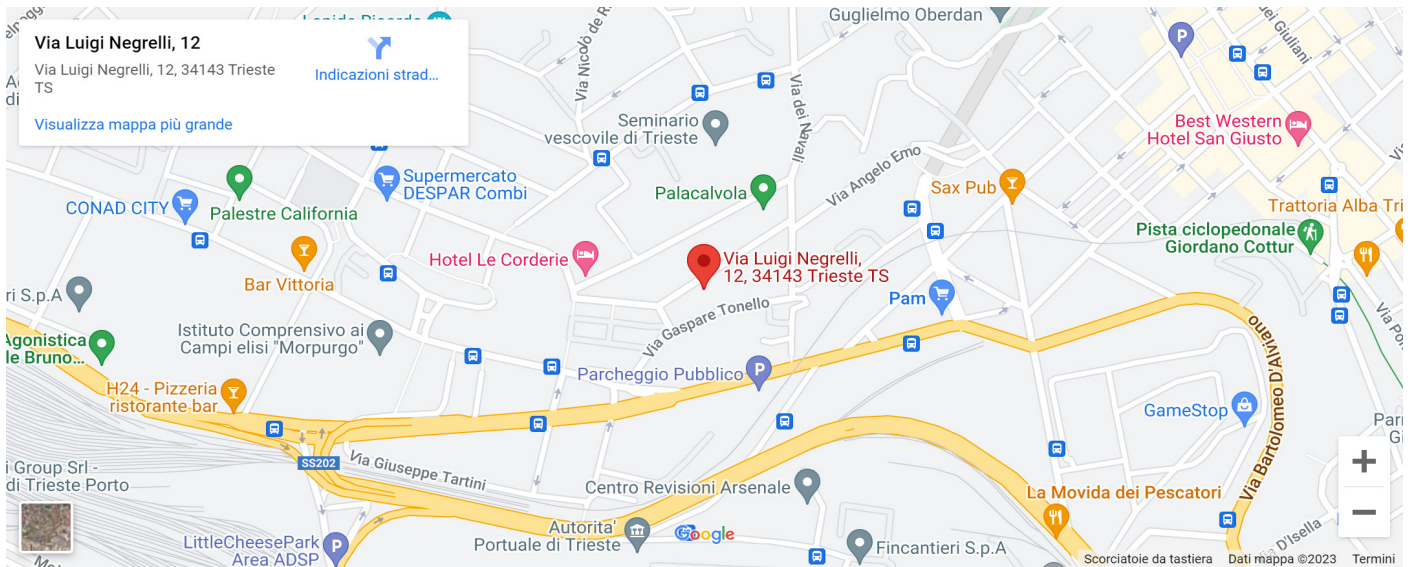 Via Luigi Negrelli, 12
Via Luigi Negrelli, 12, 34143 Trieste
TS
Indicazioni strad...
Visualizza mappa più grande
Guglielmo Oberdan
dei Giuliani
P
Via Nicolò de R
Via dei Navali
Seminario
vescovile di Trieste
Best Western
Hotel San Giusto
Via Angelo Emo
Supermercato
DESPAR Combi
Palacalvola
Sax Pub
CONAD CITY
Palestre California
Trattoria Alba Tri
Pista ciclopedonale
Giordano Cottur
Hotel Le Corderie
Via Luigi Negrelli,
12, 34143 Trieste TS
Bar Vittoria
ri S.p.A
Pam
Via Gaspare Tonello
Istituto Comprensivo ai
Campi elisi "Morpurgo"
Agonistica
le Bruno...
Parcheggio Pubblico
P
H24 - Pizzeria
ristorante bar
Via Bartolomeo D'Alviano
GameStop
SS202
Via Giuseppe Tartini
i Group Srl -
di Trieste Porto
Centro Revisioni Arsenale
La Movida dei Pescatori
Autorita'
Portuale di Trieste
Google
LittleCheesePark
Area ADSP
P
Fincantieri S.p.A
Via D'Isella
+
−
Scorciatoie da tastiera
Dati mappa ©2023
Termini